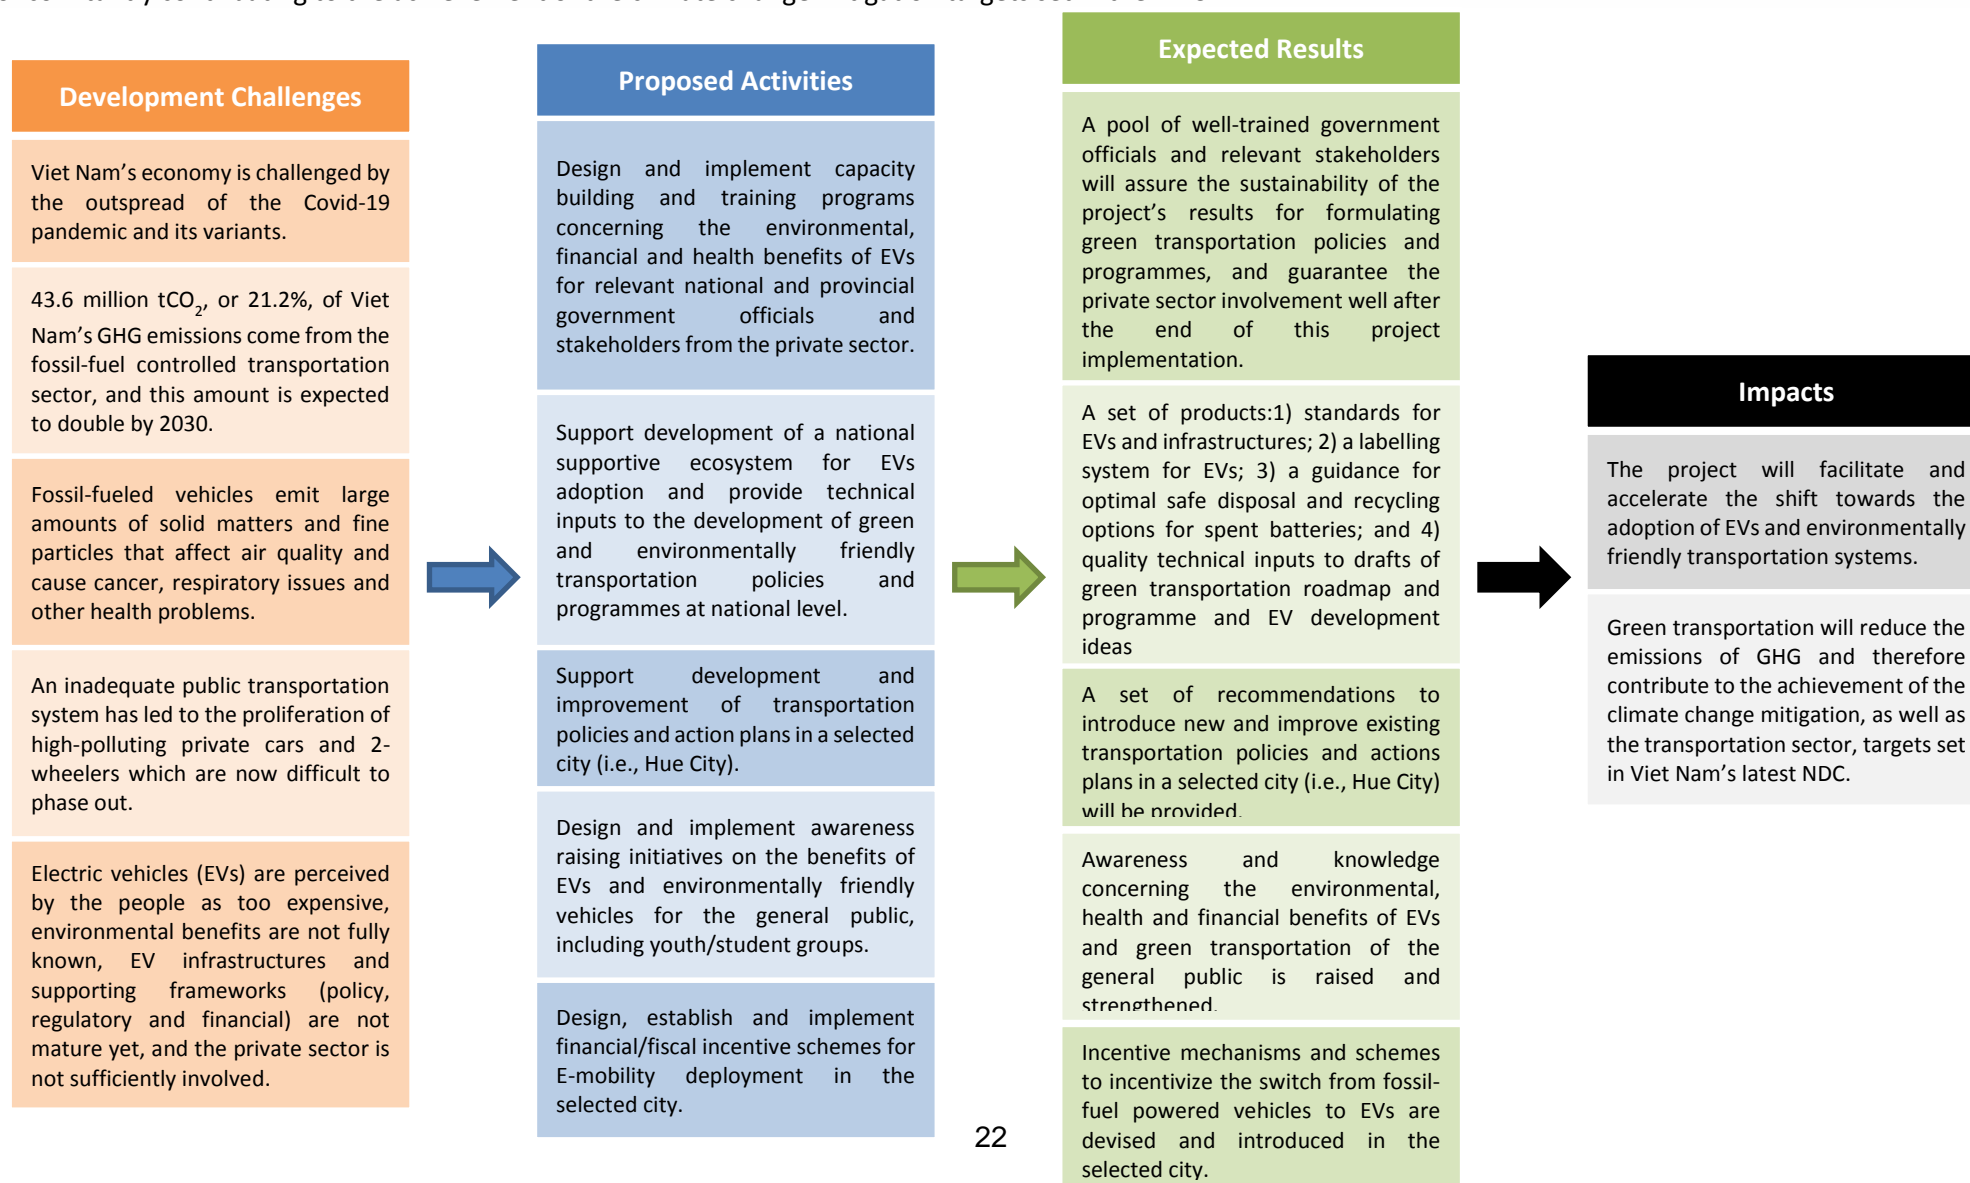 Development Challenges
Viet Nam’s economy is challenged by
the outspread of the Covid-19
pandemic and its variants.
43.6 million tCO2, or 21.2%, of Viet
Nam’s GHG emissions come from the
fossil-fuel controlled transportation
sector, and this amount is expected
to double by 2030.
Fossil-fueled vehicles emit large
amounts of solid matters and fine
particles that affect air quality and
cause cancer, respiratory issues and
other health problems.
An inadequate public transportation
system has led to the proliferation of
high-polluting private cars and 2-
wheelers which are now difficult to
phase out.
Electric vehicles (EVs) are perceived
by the people as too expensive,
environmental benefits are not fully
known, EV infrastructures and
supporting frameworks (policy,
regulatory and financial) are not
mature yet, and the private sector is
not sufficiently involved.
Proposed Activities
Design and implement capacity
building and training programs
concerning the environmental,
financial and health benefits of EVs
for relevant national and provincial
government officials and
stakeholders from the private sector.
Support development of a national
supportive ecosystem for EVs
adoption and provide technical
inputs to the development of green
and environmentally friendly
transportation policies and
programmes at national level.
Support development and
improvement of transportation
policies and action plans in a selected
city (i.e., Hue City).
Design and implement awareness
raising initiatives on the benefits of
EVs and environmentally friendly
vehicles for the general public,
including youth/student groups.
Design, establish and implement
financial/fiscal incentive schemes for
E-mobility deployment in the
selected city.
Expected Results
A pool of well-trained government
officials and relevant stakeholders
will assure the sustainability of the
project’s results for formulating
green transportation policies and
programmes, and guarantee the
private sector involvement well after
the end of this project
implementation.
A set of products:1) standards for
EVs and infrastructures; 2) a labelling
system for EVs; 3) a guidance for
optimal safe disposal and recycling
options for spent batteries; and 4)
quality technical inputs to drafts of
green transportation roadmap and
programme and EV development
ideas
A set of recommendations to
introduce new and improve existing
transportation policies and actions
plans in a selected city (i.e., Hue City)
will be provided.
Awareness and knowledge
concerning the environmental,
health and financial benefits of EVs
and green transportation of the
general public is raised and
strengthened.
Incentive mechanisms and schemes
to incentivize the switch from fossil-
fuel powered vehicles to EVs are
devised and introduced in the
selected city.
Impacts
The project will facilitate and
accelerate the shift towards the
adoption of EVs and environmentally
friendly transportation systems.
Green transportation will reduce the
emissions of GHG and therefore
contribute to the achievement of the
climate change mitigation, as well as
the transportation sector, targets set
in Viet Nam’s latest NDC.
22